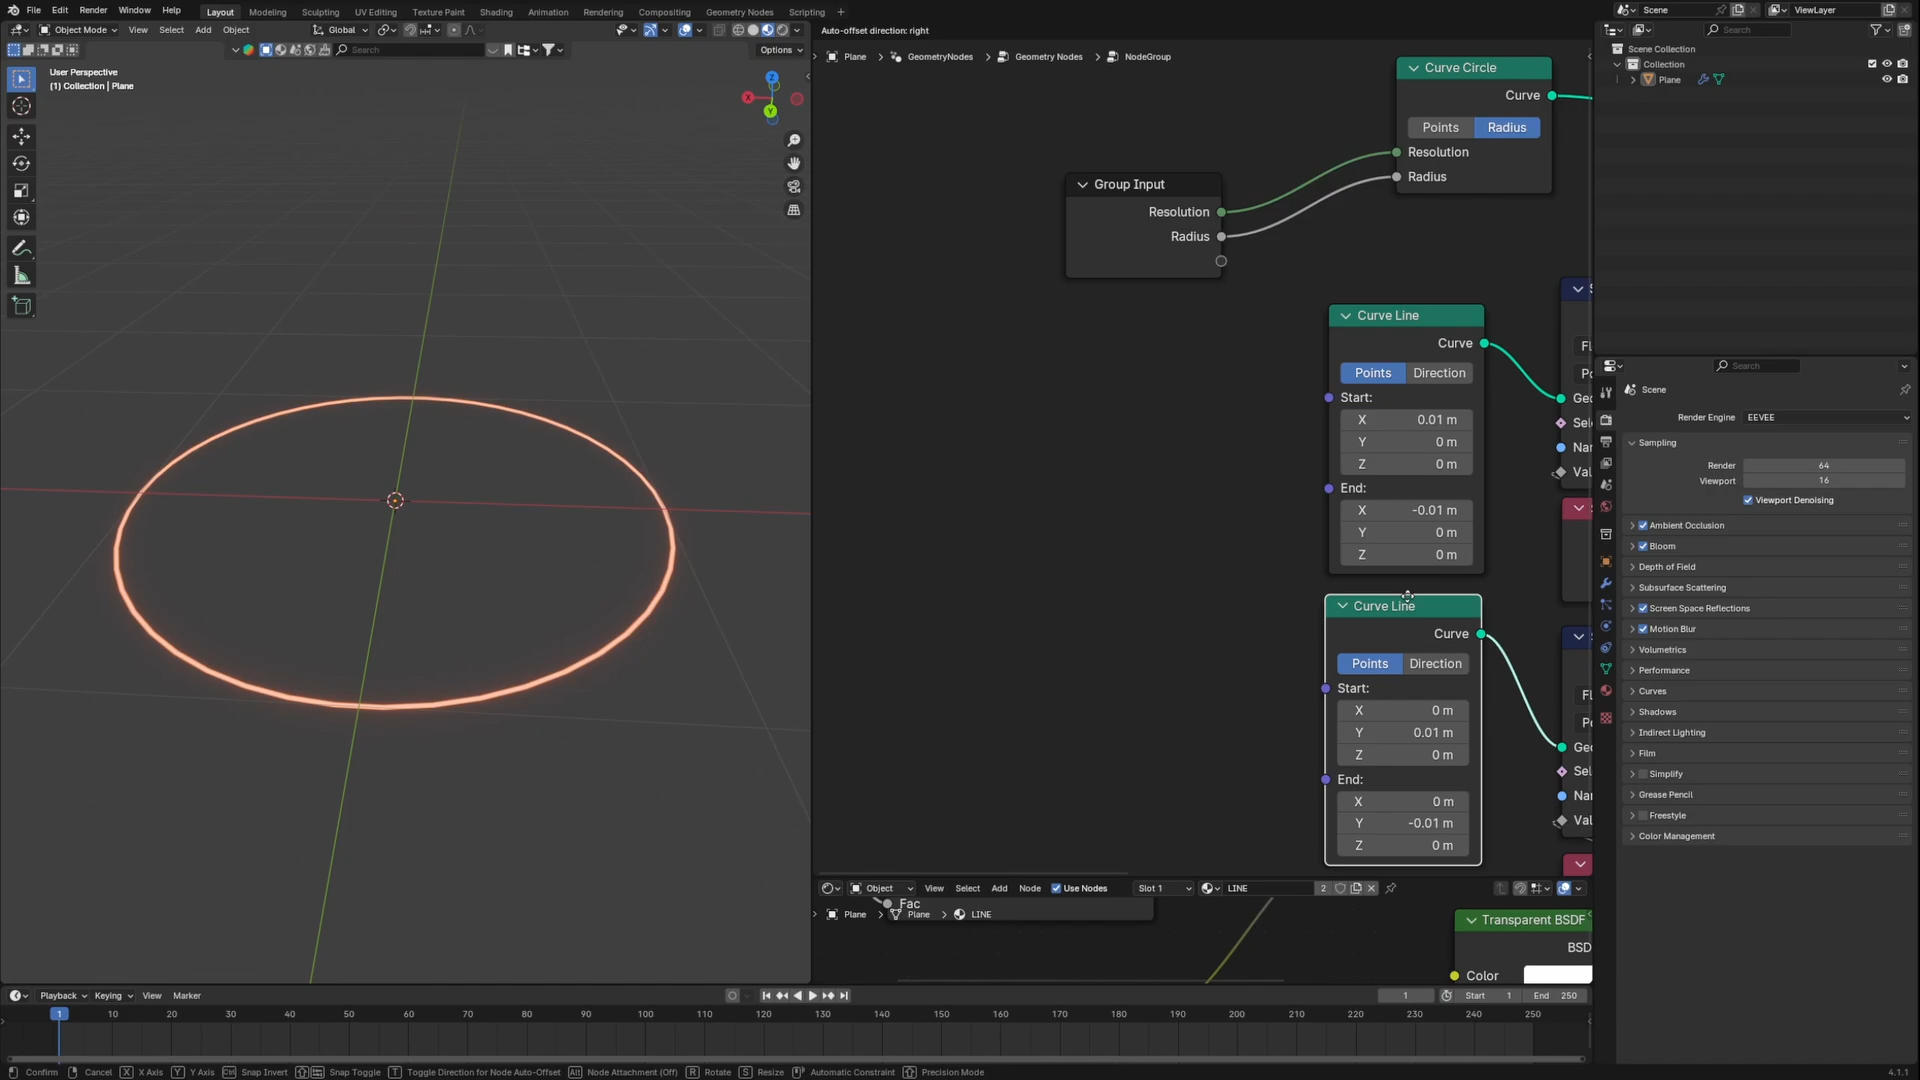 File Edit Render Window Help
Layout Modeling Sculpting UV Editing Texture Paint Shading Animation Rendering Compositing Geometry Nodes Scripting +
Scene
ViewLayer
Object Mode View Select Add Object
Global
Search
Options
User Perspective
(1) Collection | Plane
Z
X
Y
Auto-offset direction: right
Plane > GeometryNodes > Geometry Nodes > NodeGroup
Curve Circle
Curve
Points Radius
Resolution
Radius
Group Input
Resolution
Radius
Curve Line
Curve
Points Direction
Start:
X 0.01 m
Y 0 m
Z 0 m
End:
X -0.01 m
Y 0 m
Z 0 m
Curve Line
Curve
Points Direction
Start:
X 0 m
Y 0.01 m
Z 0 m
End:
X 0 m
Y -0.01 m
Z 0 m
Object View Select Add Node Use Nodes Slot 1 LINE 2
Fac
Plane > Plane > LINE
Transparent BSDF
Color
Search
Scene Collection
Collection
Plane
Search
Scene
Render Engine EEVEE
Sampling
Render 64
Viewport 16
Viewport Denoising
Ambient Occlusion
Bloom
Depth of Field
Subsurface Scattering
Screen Space Reflections
Motion Blur
Volumetrics
Performance
Curves
Shadows
Indirect Lighting
Film
Simplify
Grease Pencil
Freestyle
Color Management
Playback Keying View Marker
1 Start 1 End 250
1 10 20 30 40 50 60 70 80 90 100 110 120 130 140 150 160 170 180 190 200 210 220 230 240 250
Confirm Cancel X X Axis Y Y Axis Ctrl Snap Invert Snap Toggle T Toggle Direction for Node Auto-Offset Alt Node Attachment (Off) R Rotate S Resize Automatic Constraint Precision Mode
4.1.1